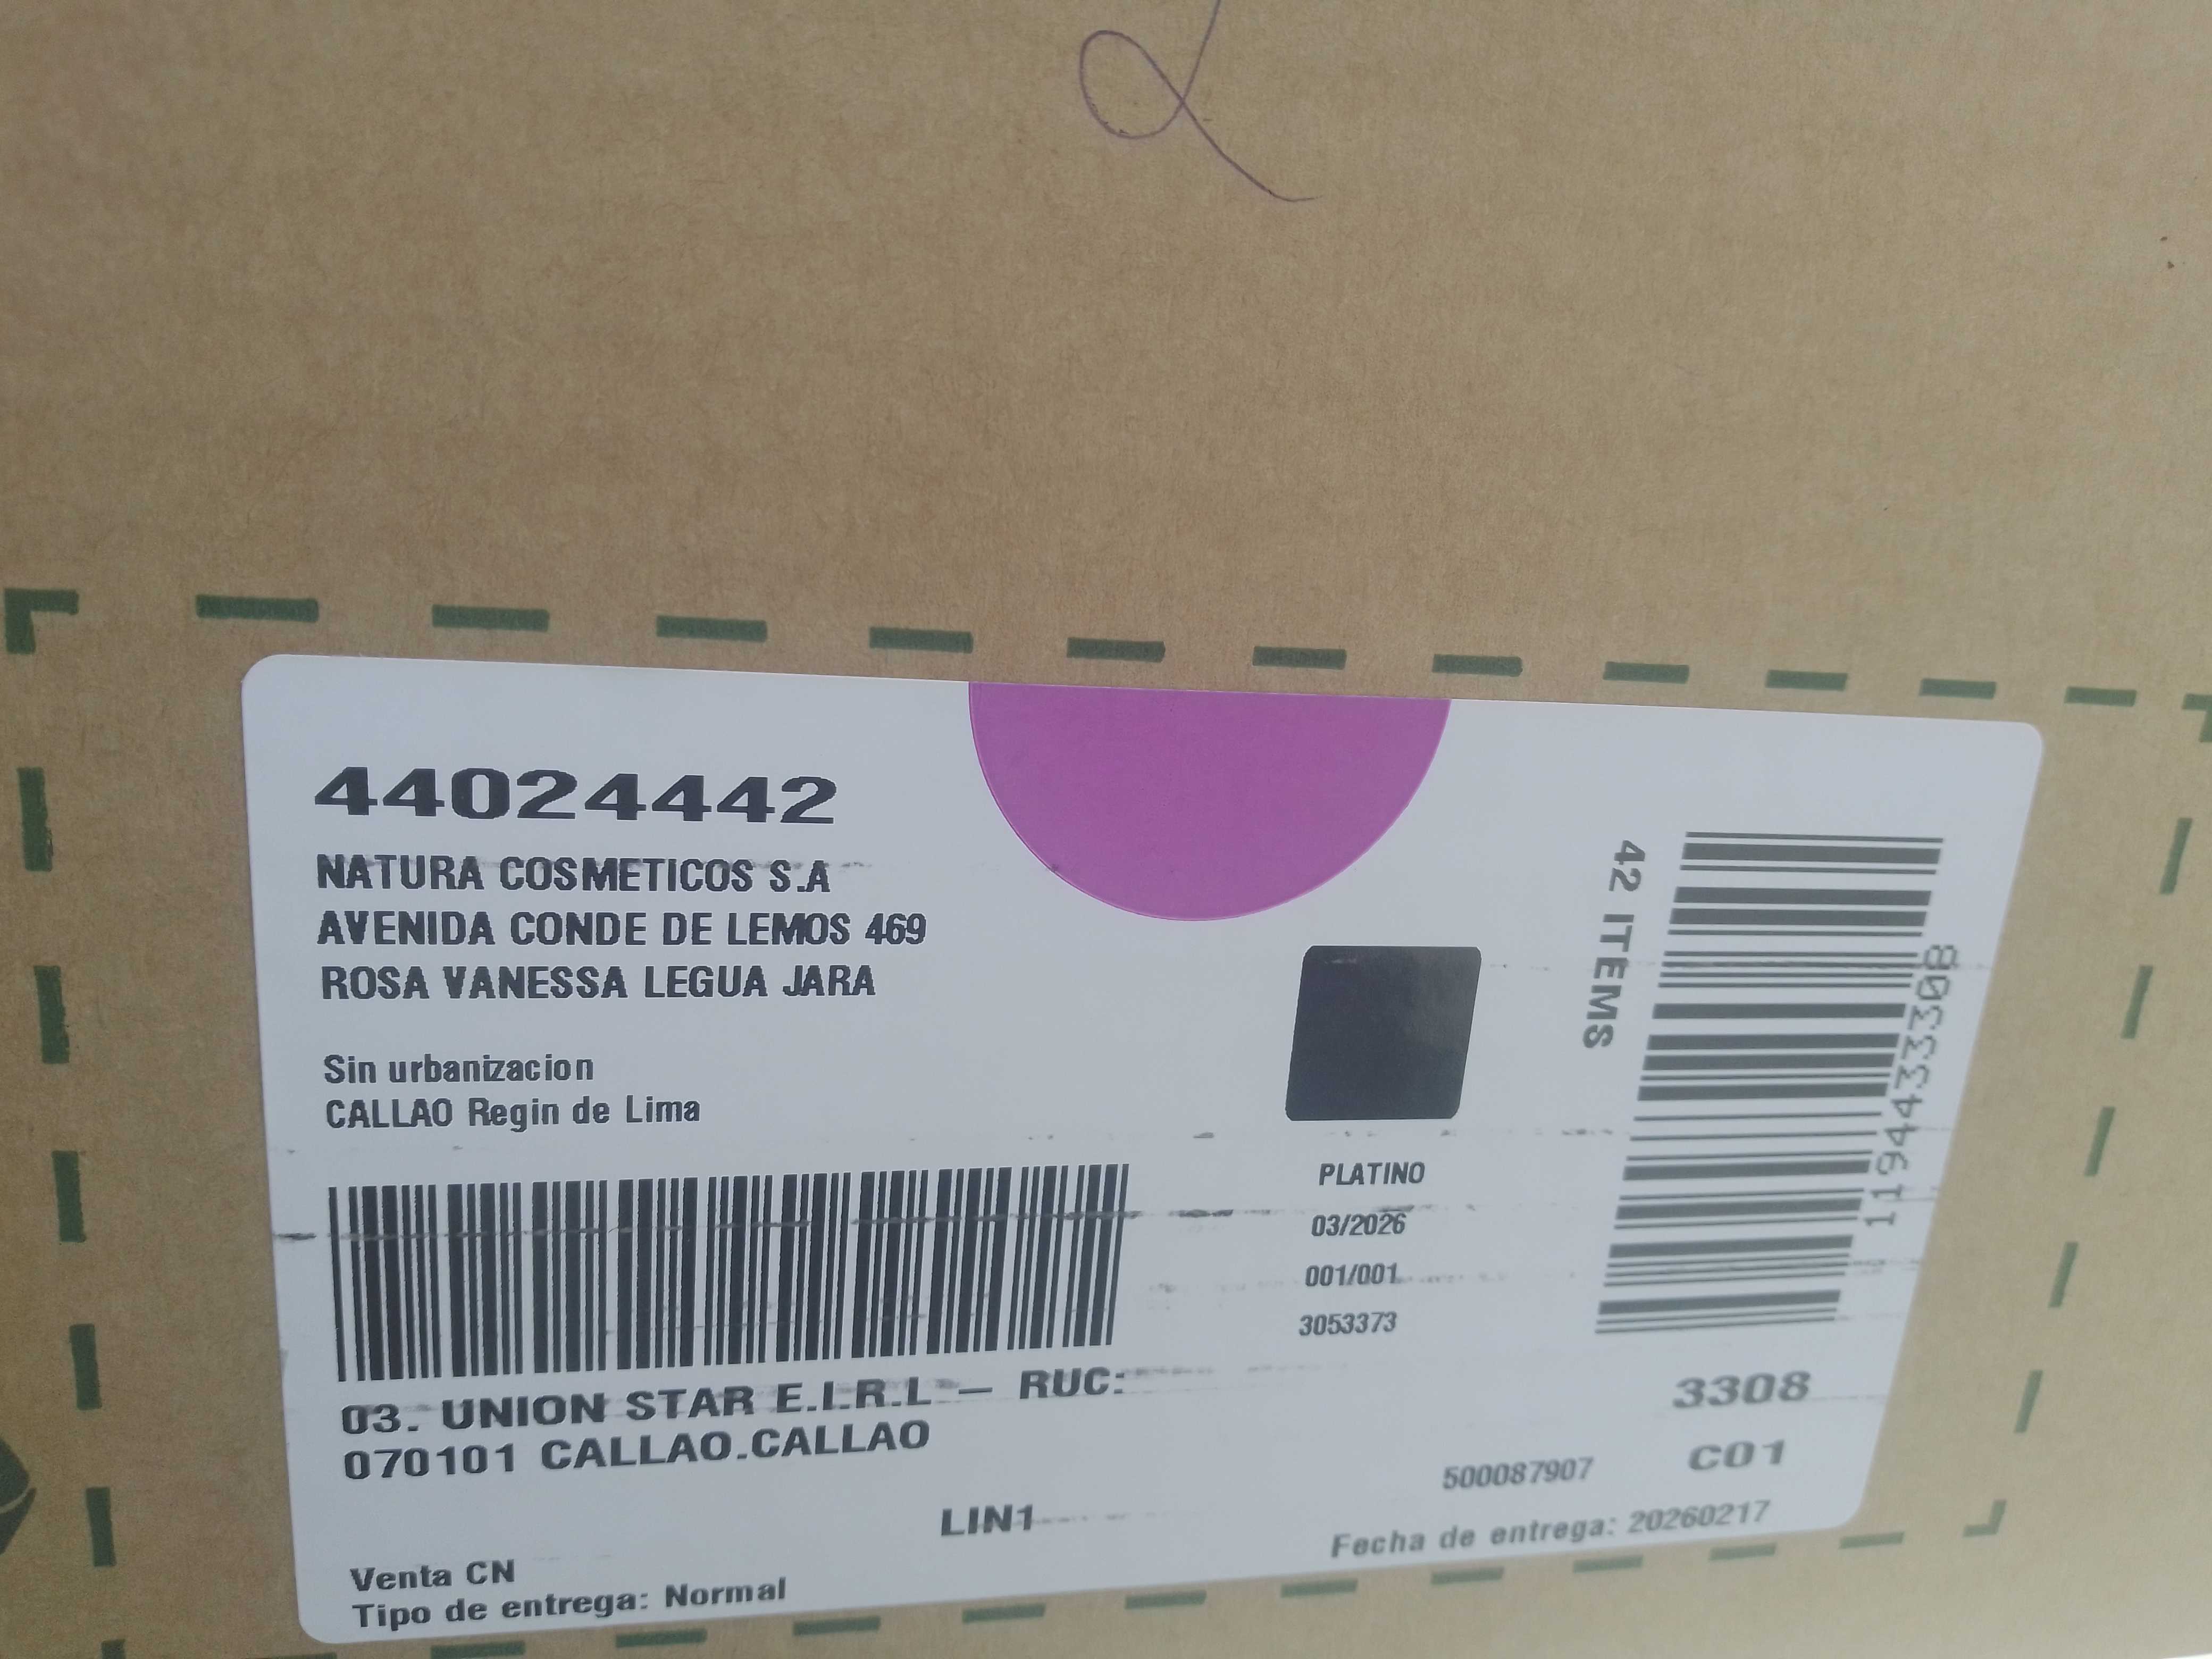 44024442
NATURA COSMETICOS S.A
AVENIDA CONDE DE LEMOS 469
ROSA VANESSA LEGUA JARA
Sin urbanizacion
CALLAO Regin de Lima
03. UNION STAR E.I.R.L - RUC:
070101 CALLAO.CALLAO
LIN1
Venta CN
Tipo de entrega: Normal
PLATINO
03/2026
001/001
3053373
42 ITEMS
1194433308
3308
C01
500087907
Fecha de entrega: 20260217